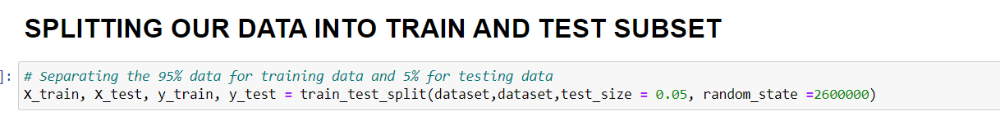 SPLITTING OUR DATA INTO TRAIN AND TEST SUBSET
]: # Separating the 95% data for training data and 5% for testing data
X_train, X_test, y_train, y_test = train_test_split(dataset,dataset,test_size = 0.05, random_state =2600000)